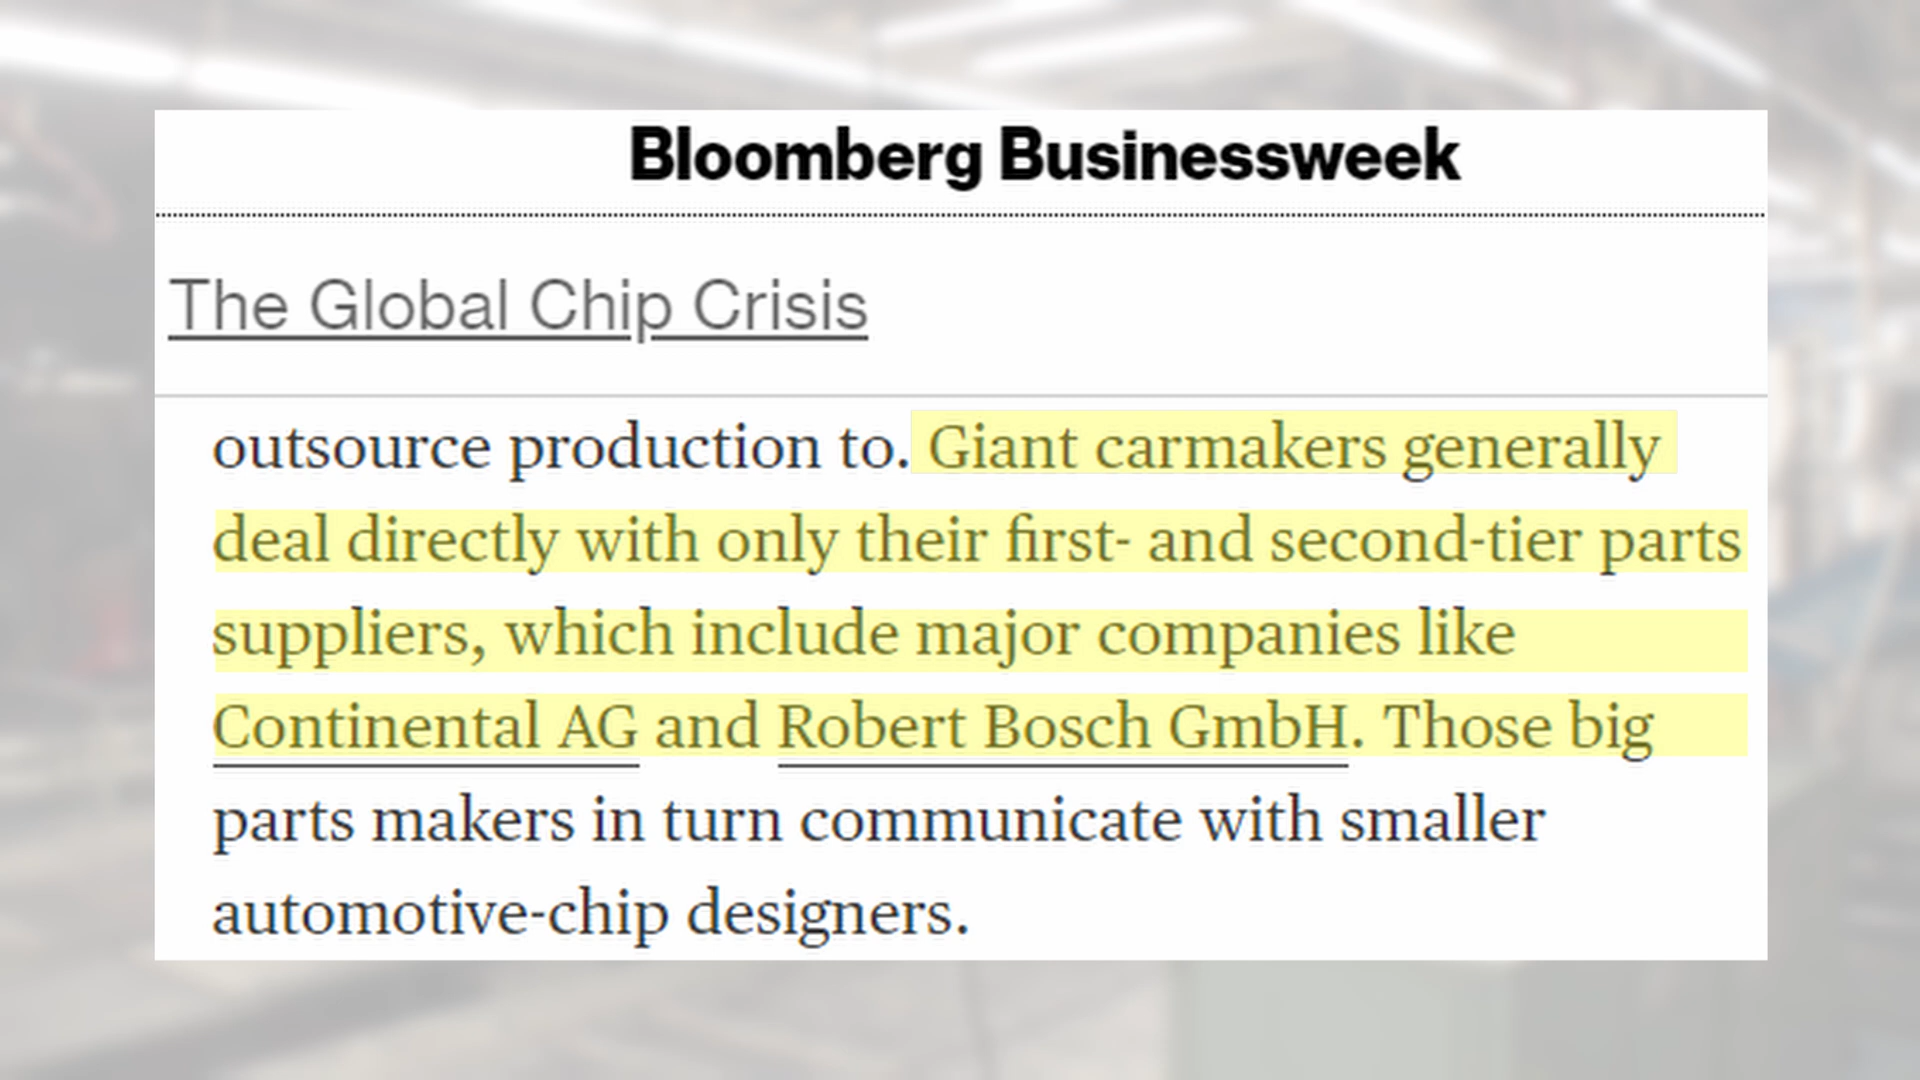 Bloomberg Businessweek
The Global Chip Crisis
outsource production to. Giant carmakers generally
deal directly with only their first- and second-tier parts
suppliers, which include major companies like
Continental AG and Robert Bosch GmbH. Those big
parts makers in turn communicate with smaller
automotive-chip designers.